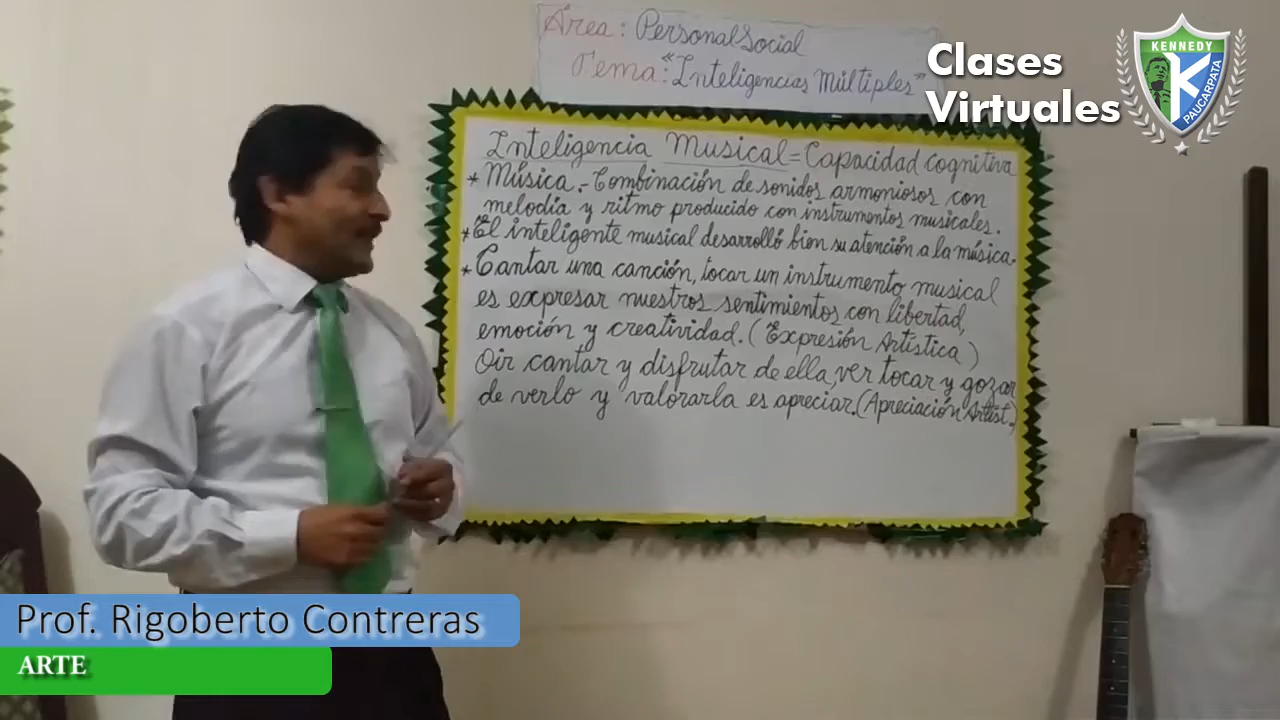 Área: Personal Social
Tema: "Inteligencias Múltiples"
Clases
Virtuales
KENNEDY
K
PAUCARPATA
Inteligencia Musical = Capacidad Cognitiva
* Música.- Combinación de sonidos armoniosos con
melodía y ritmo producido con instrumentos musicales.
* El inteligente musical desarrolló bien su atención a la música.
* Cantar una canción, tocar un instrumento musical
es expresar nuestros sentimientos con libertad,
emoción y creatividad. (Expresión Artística)
Oir cantar y disfrutar de ella, ver tocar y gozar
de verlo y valorarla es apreciar. (Apreciación Artist.)
Prof. Rigoberto Contreras
ARTE